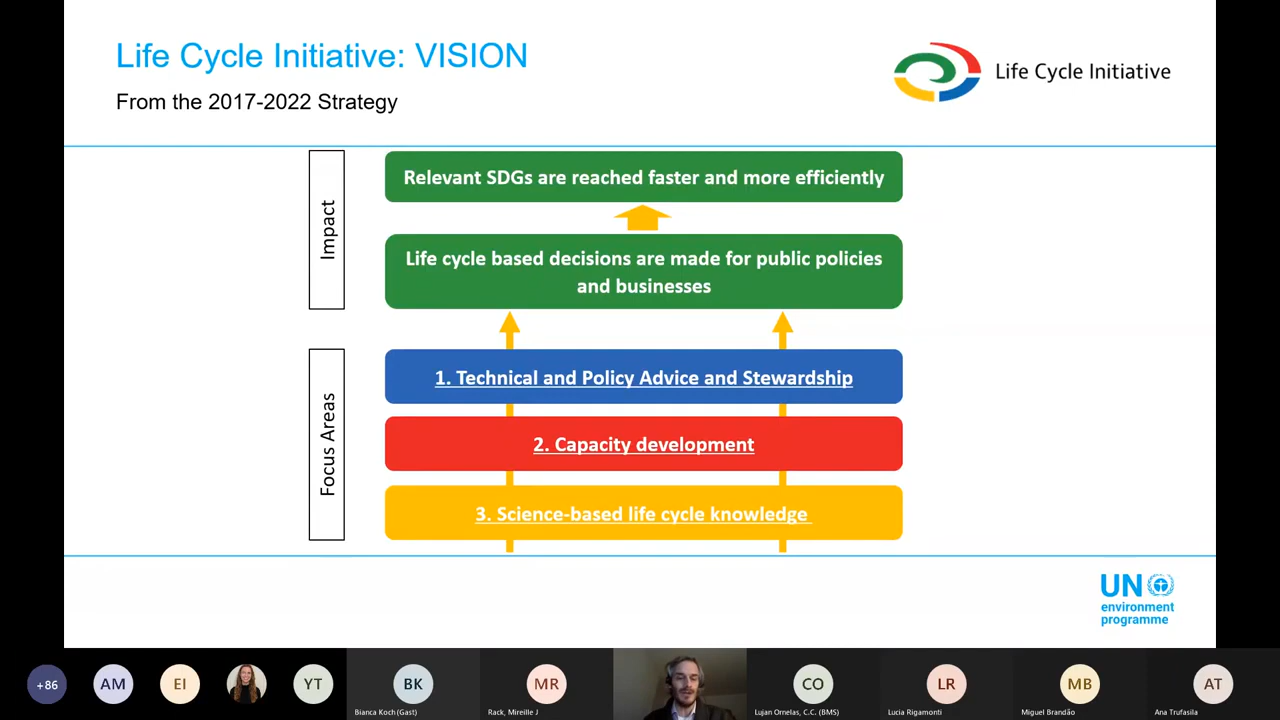 Life Cycle Initiative: VISION
From the 2017-2022 Strategy
Life Cycle Initiative
Impact
Relevant SDGs are reached faster and more efficiently
Life cycle based decisions are made for public policies
and businesses
Focus Areas
1. Technical and Policy Advice and Stewardship
2. Capacity development
3. Science-based life cycle knowledge
UN
environment
programme
+86
AM
EI
YT
BK
Bianca Koch (Gast)
MR
Rack, Mireille J
CO
Lujan Ornelas, C.C. (BMS)
LR
Lucia Rigamonti
MB
Miguel Brandão
AT
Ana Trufasila